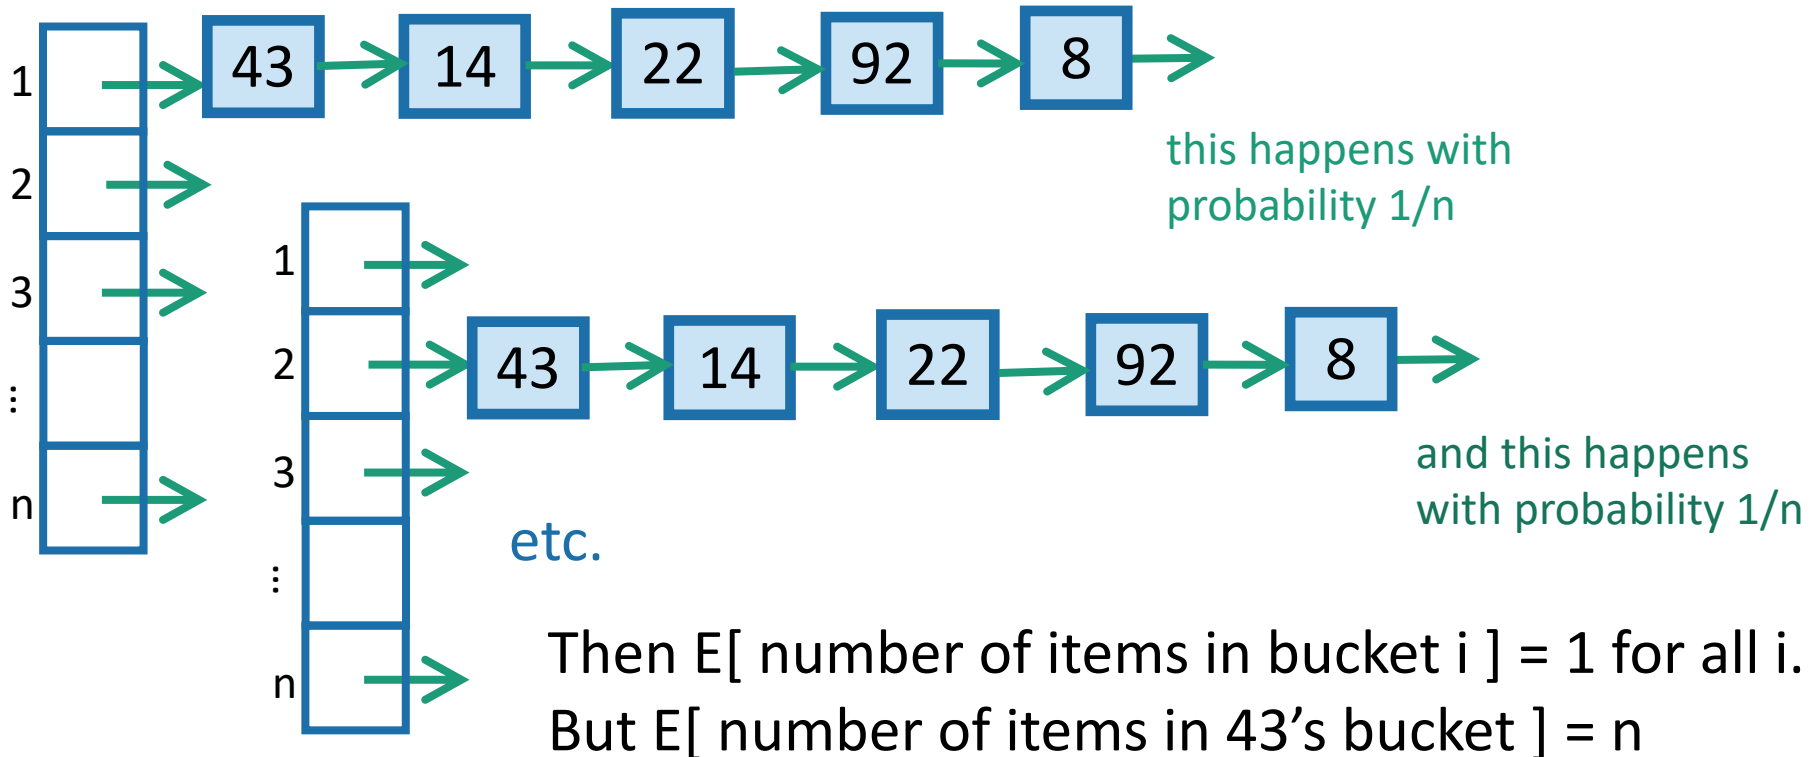 1
43
14
22
92
8
this happens with
probability 1/n
2
3
...
n
1
2
43
14
22
92
8
3
...
n
and this happens
with probability 1/n
etc.
Then E[ number of items in bucket i ] = 1 for all i.
But E[ number of items in 43’s bucket ] = n